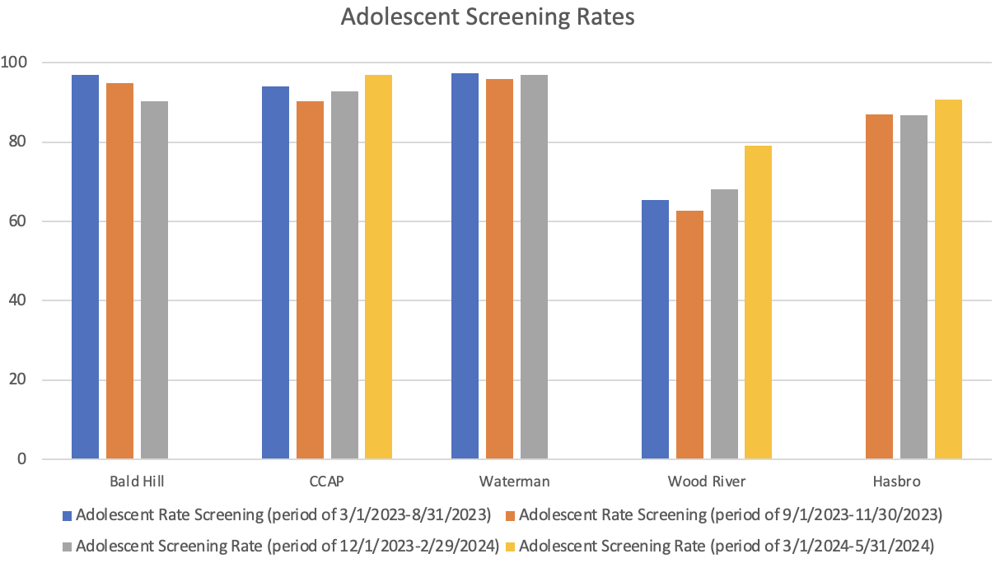 Adolescent Screening Rates
100
80
60
40
20
0
Bald Hill CCAP Waterman Wood River Hasbro
Adolescent Rate Screening (period of 3/1/2023-8/31/2023) Adolescent Rate Screening (period of 9/1/2023-11/30/2023)
Adolescent Screening Rate (period of 12/1/2023-2/29/2024) Adolescent Screening Rate (period of 3/1/2024-5/31/2024)